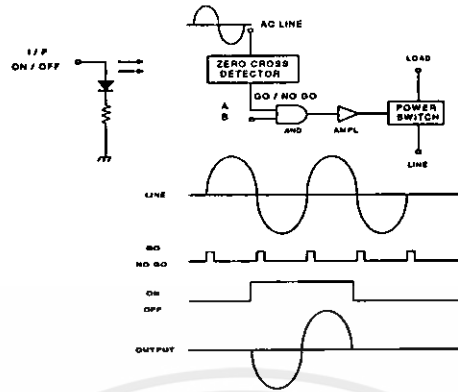 AC LINE
I / P
ON / OFF
ZERO CROSS
DETECTOR
LOAD
GO / NO GO
A
B
AND
AMPL
POWER
SWITCH
LINE
LINE
GO
NO GO
ON
OFF
OUTPUT